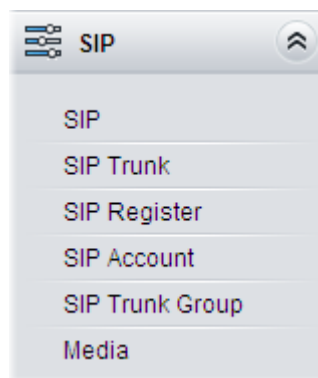 SIP
SIP
SIP Trunk
SIP Register
SIP Account
SIP Trunk Group
Media